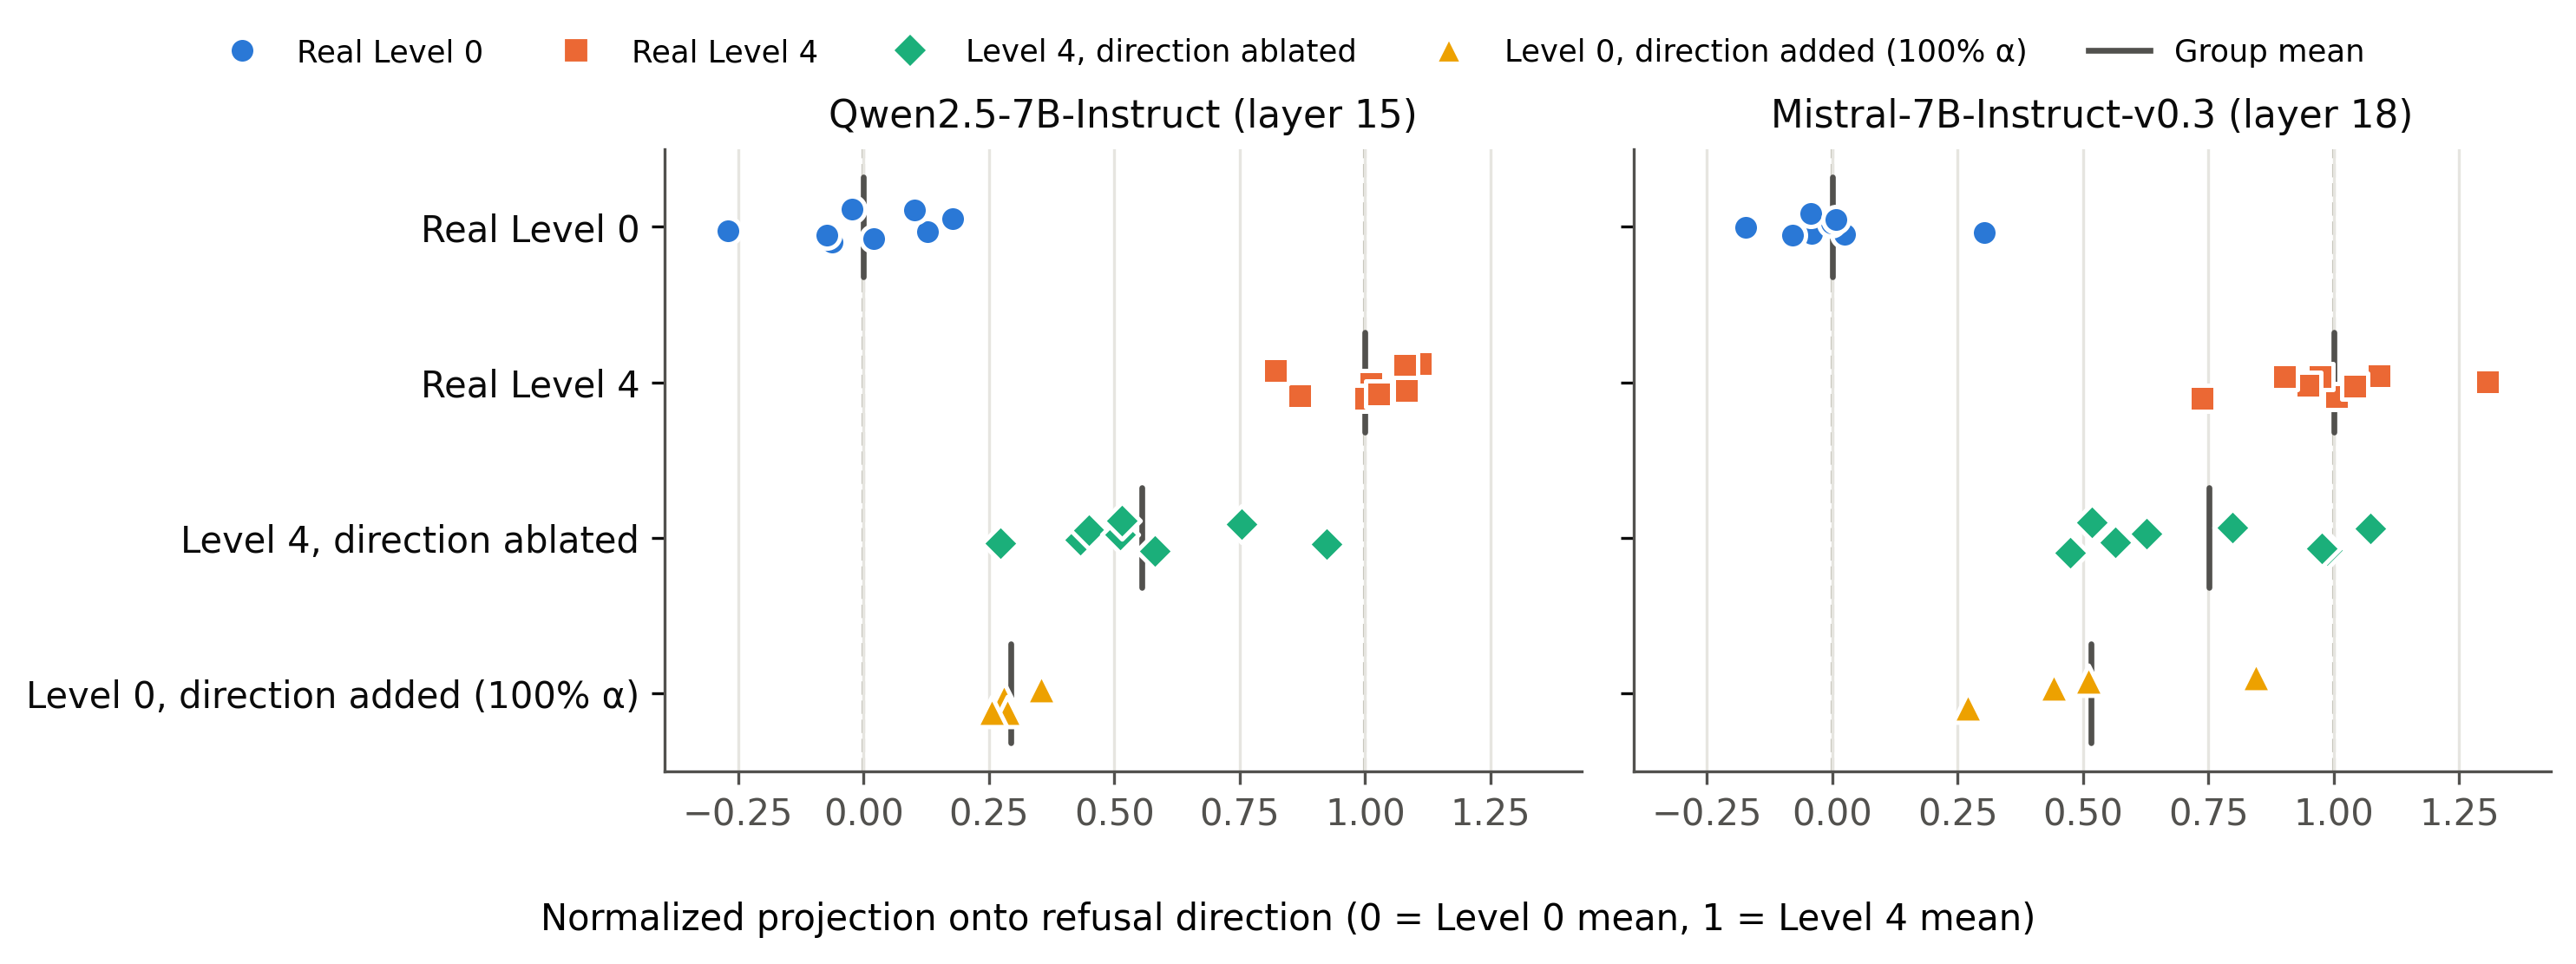 Real Level 0 Real Level 4 Level 4, direction ablated Level 0, direction added (100% α) Group mean
Qwen2.5-7B-Instruct (layer 15)
Mistral-7B-Instruct-v0.3 (layer 18)
Real Level 0
Real Level 4
Level 4, direction ablated
Level 0, direction added (100% α)
−0.25 0.00 0.25 0.50 0.75 1.00 1.25
−0.25 0.00 0.25 0.50 0.75 1.00 1.25
Normalized projection onto refusal direction (0 = Level 0 mean, 1 = Level 4 mean)